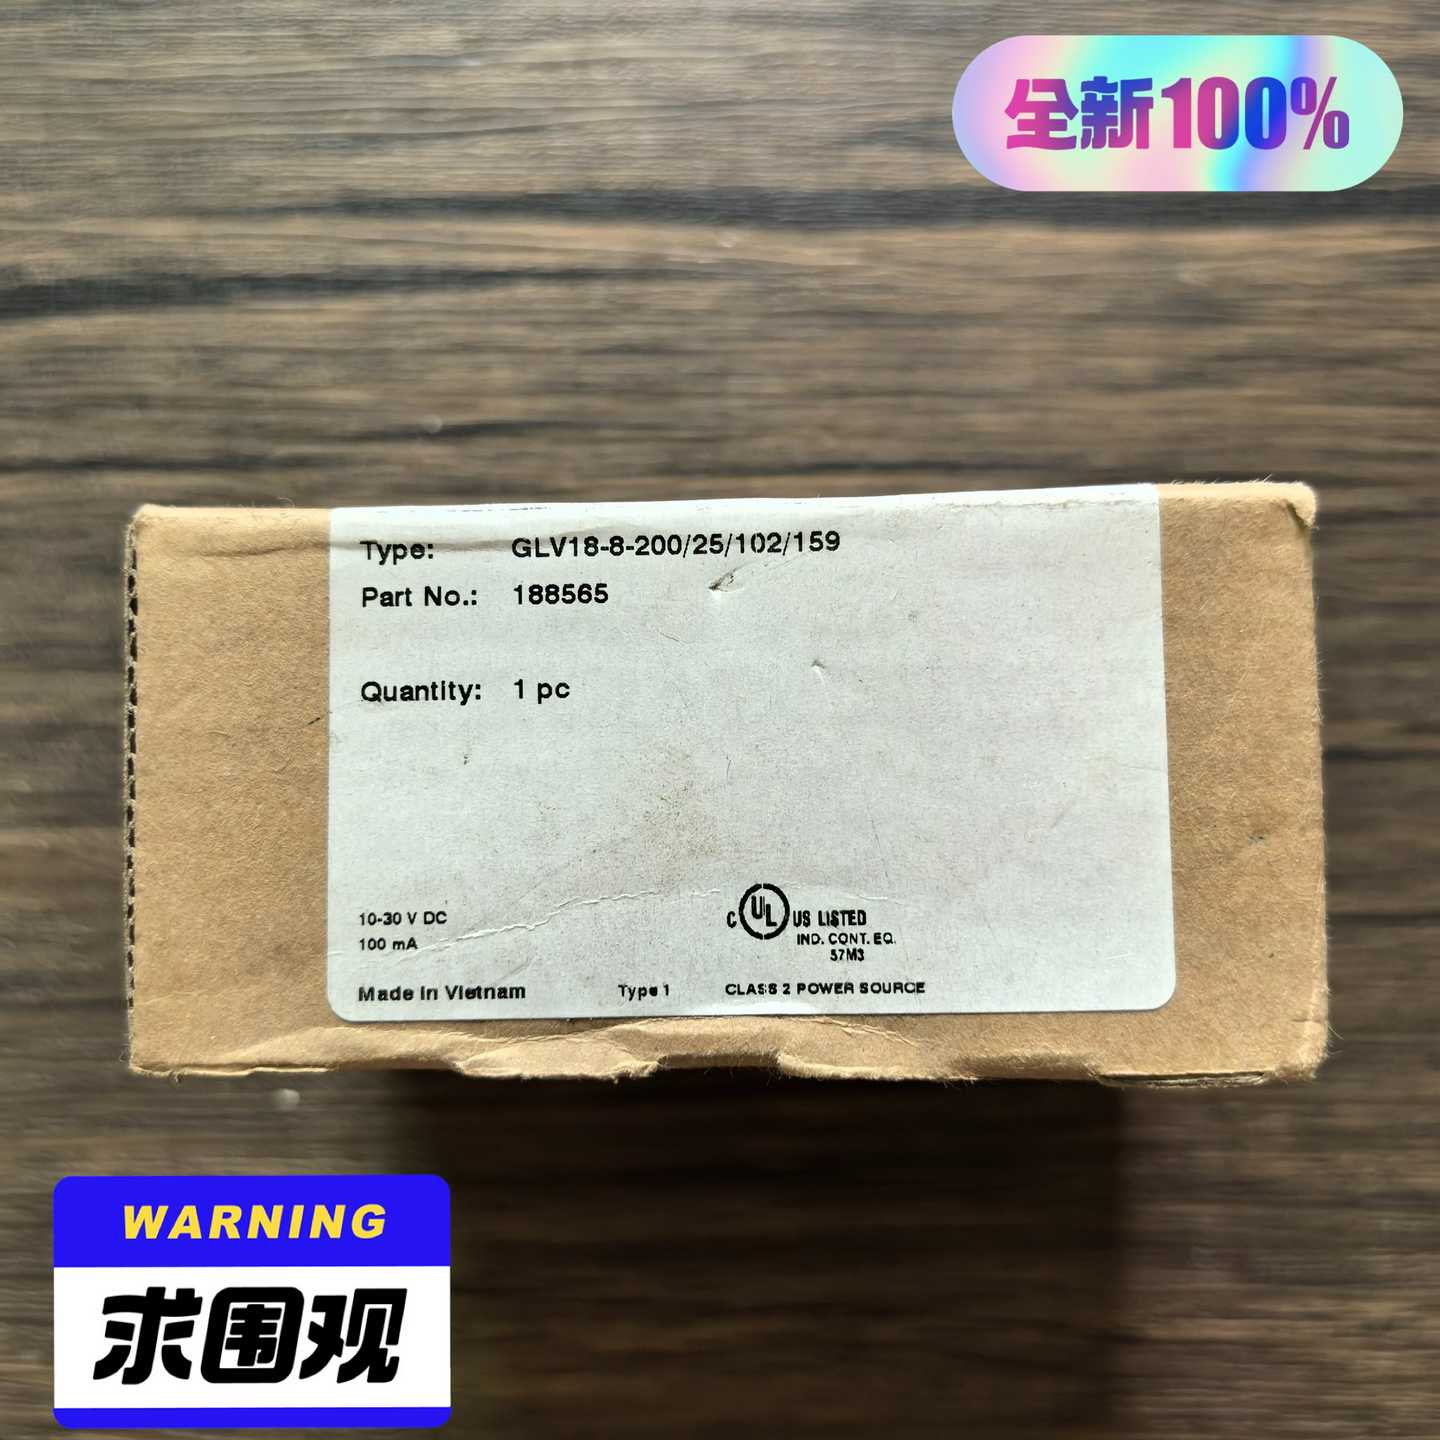 全新100%
Type: GLV18-8-200/25/102/159
Part No.: 188565
Quantity: 1 pc
10-30 V DC
100 mA
C UL US LISTED
IND. CONT. EQ.
57M3
Made in Vietnam Type 1 CLASS 2 POWER SOURCE
WARNING
求围观